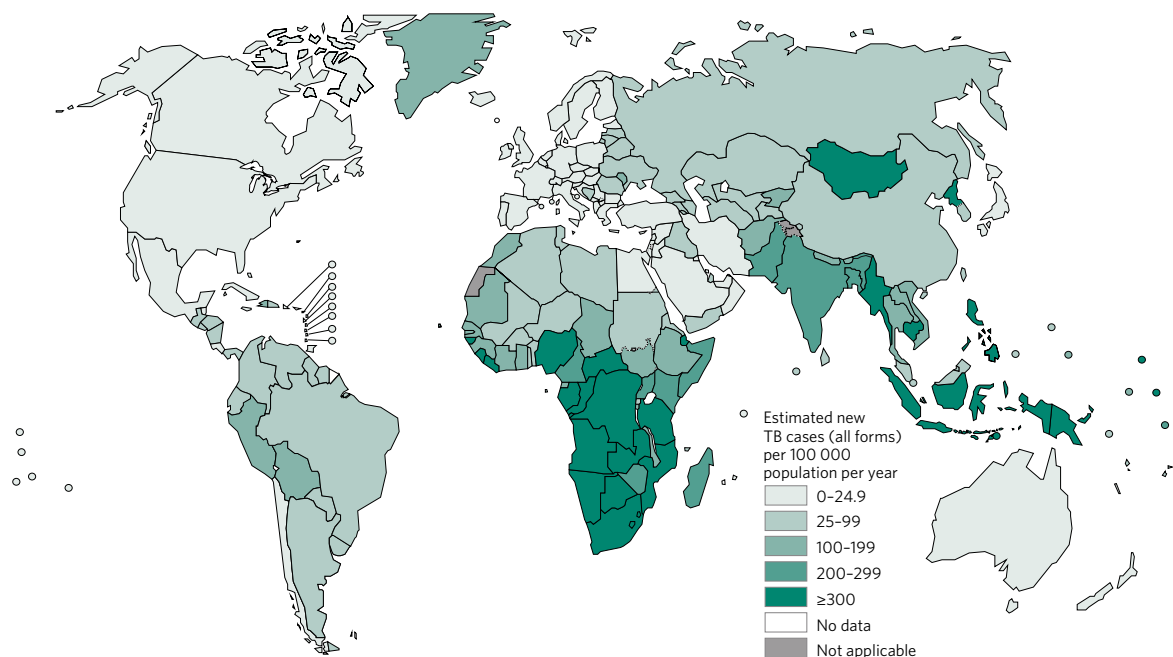 Estimated new
TB cases (all forms)
per 100 000
population per year
0–24.9
25–99
100–199
200–299
≥300
No data
Not applicable